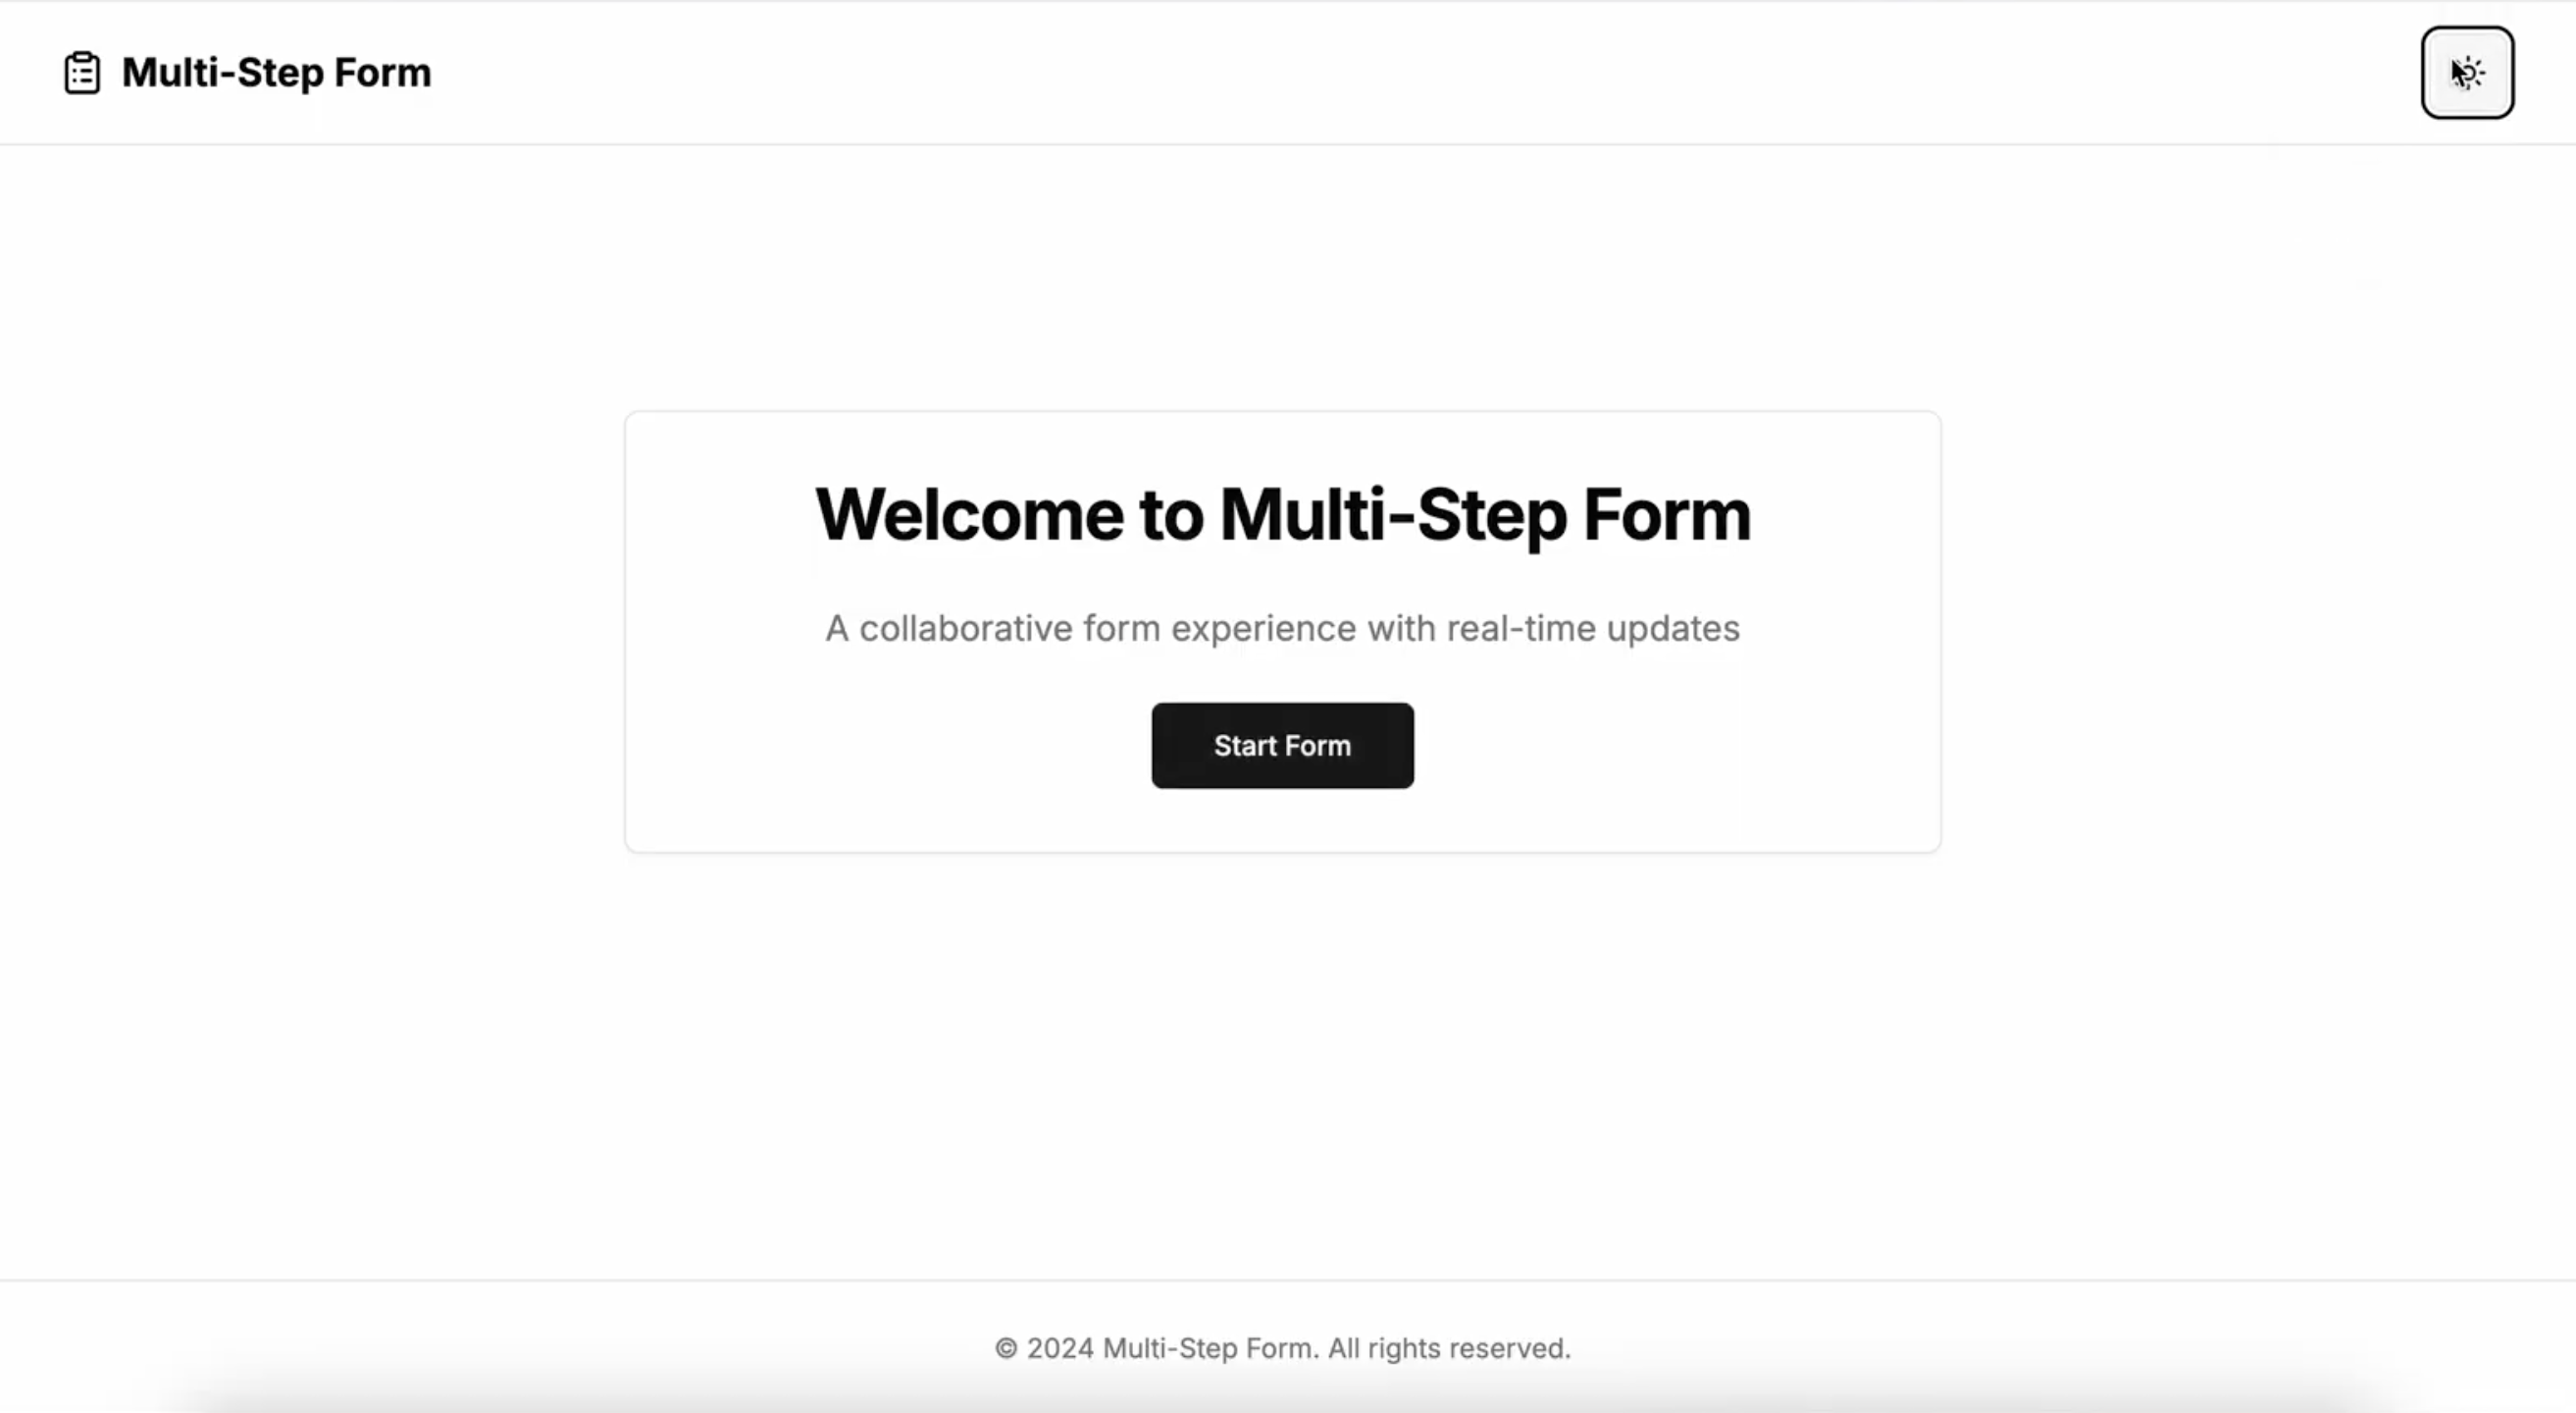 Multi-Step Form
Welcome to Multi-Step Form
A collaborative form experience with real-time updates
Start Form
© 2024 Multi-Step Form. All rights reserved.